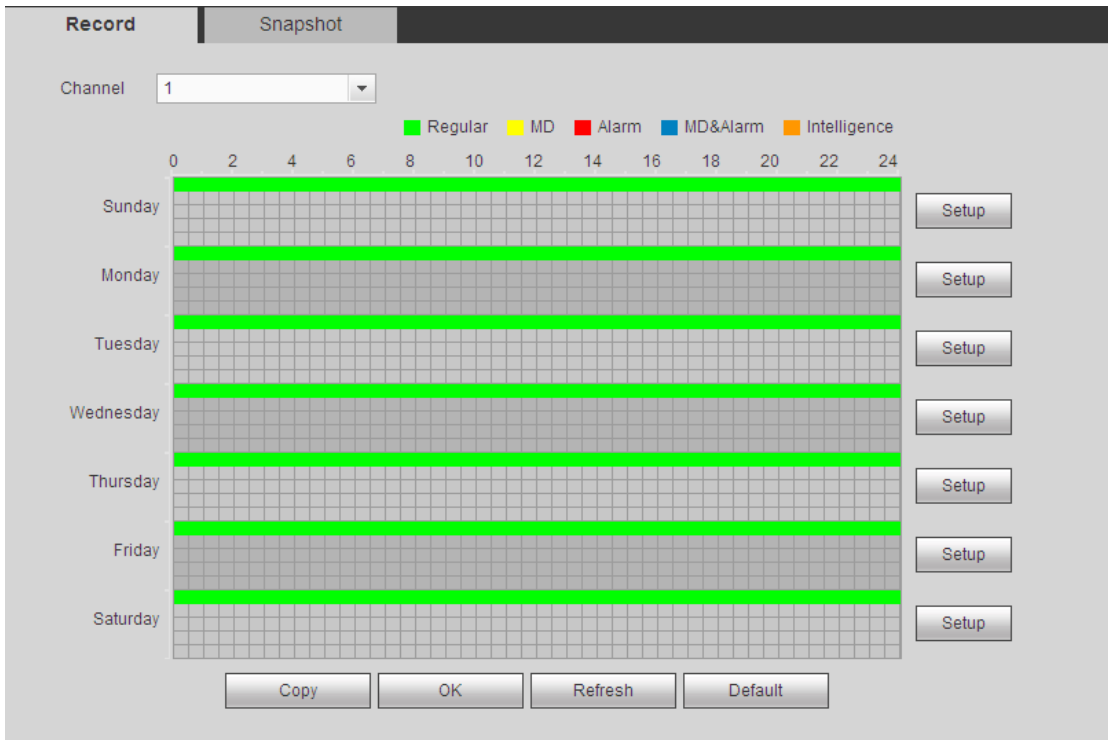 Record Snapshot
Channel 1
Regular MD Alarm MD&Alarm Intelligence
0 2 4 6 8 10 12 14 16 18 20 22 24
Sunday Setup
Monday Setup
Tuesday Setup
Wednesday Setup
Thursday Setup
Friday Setup
Saturday Setup
Copy OK Refresh Default